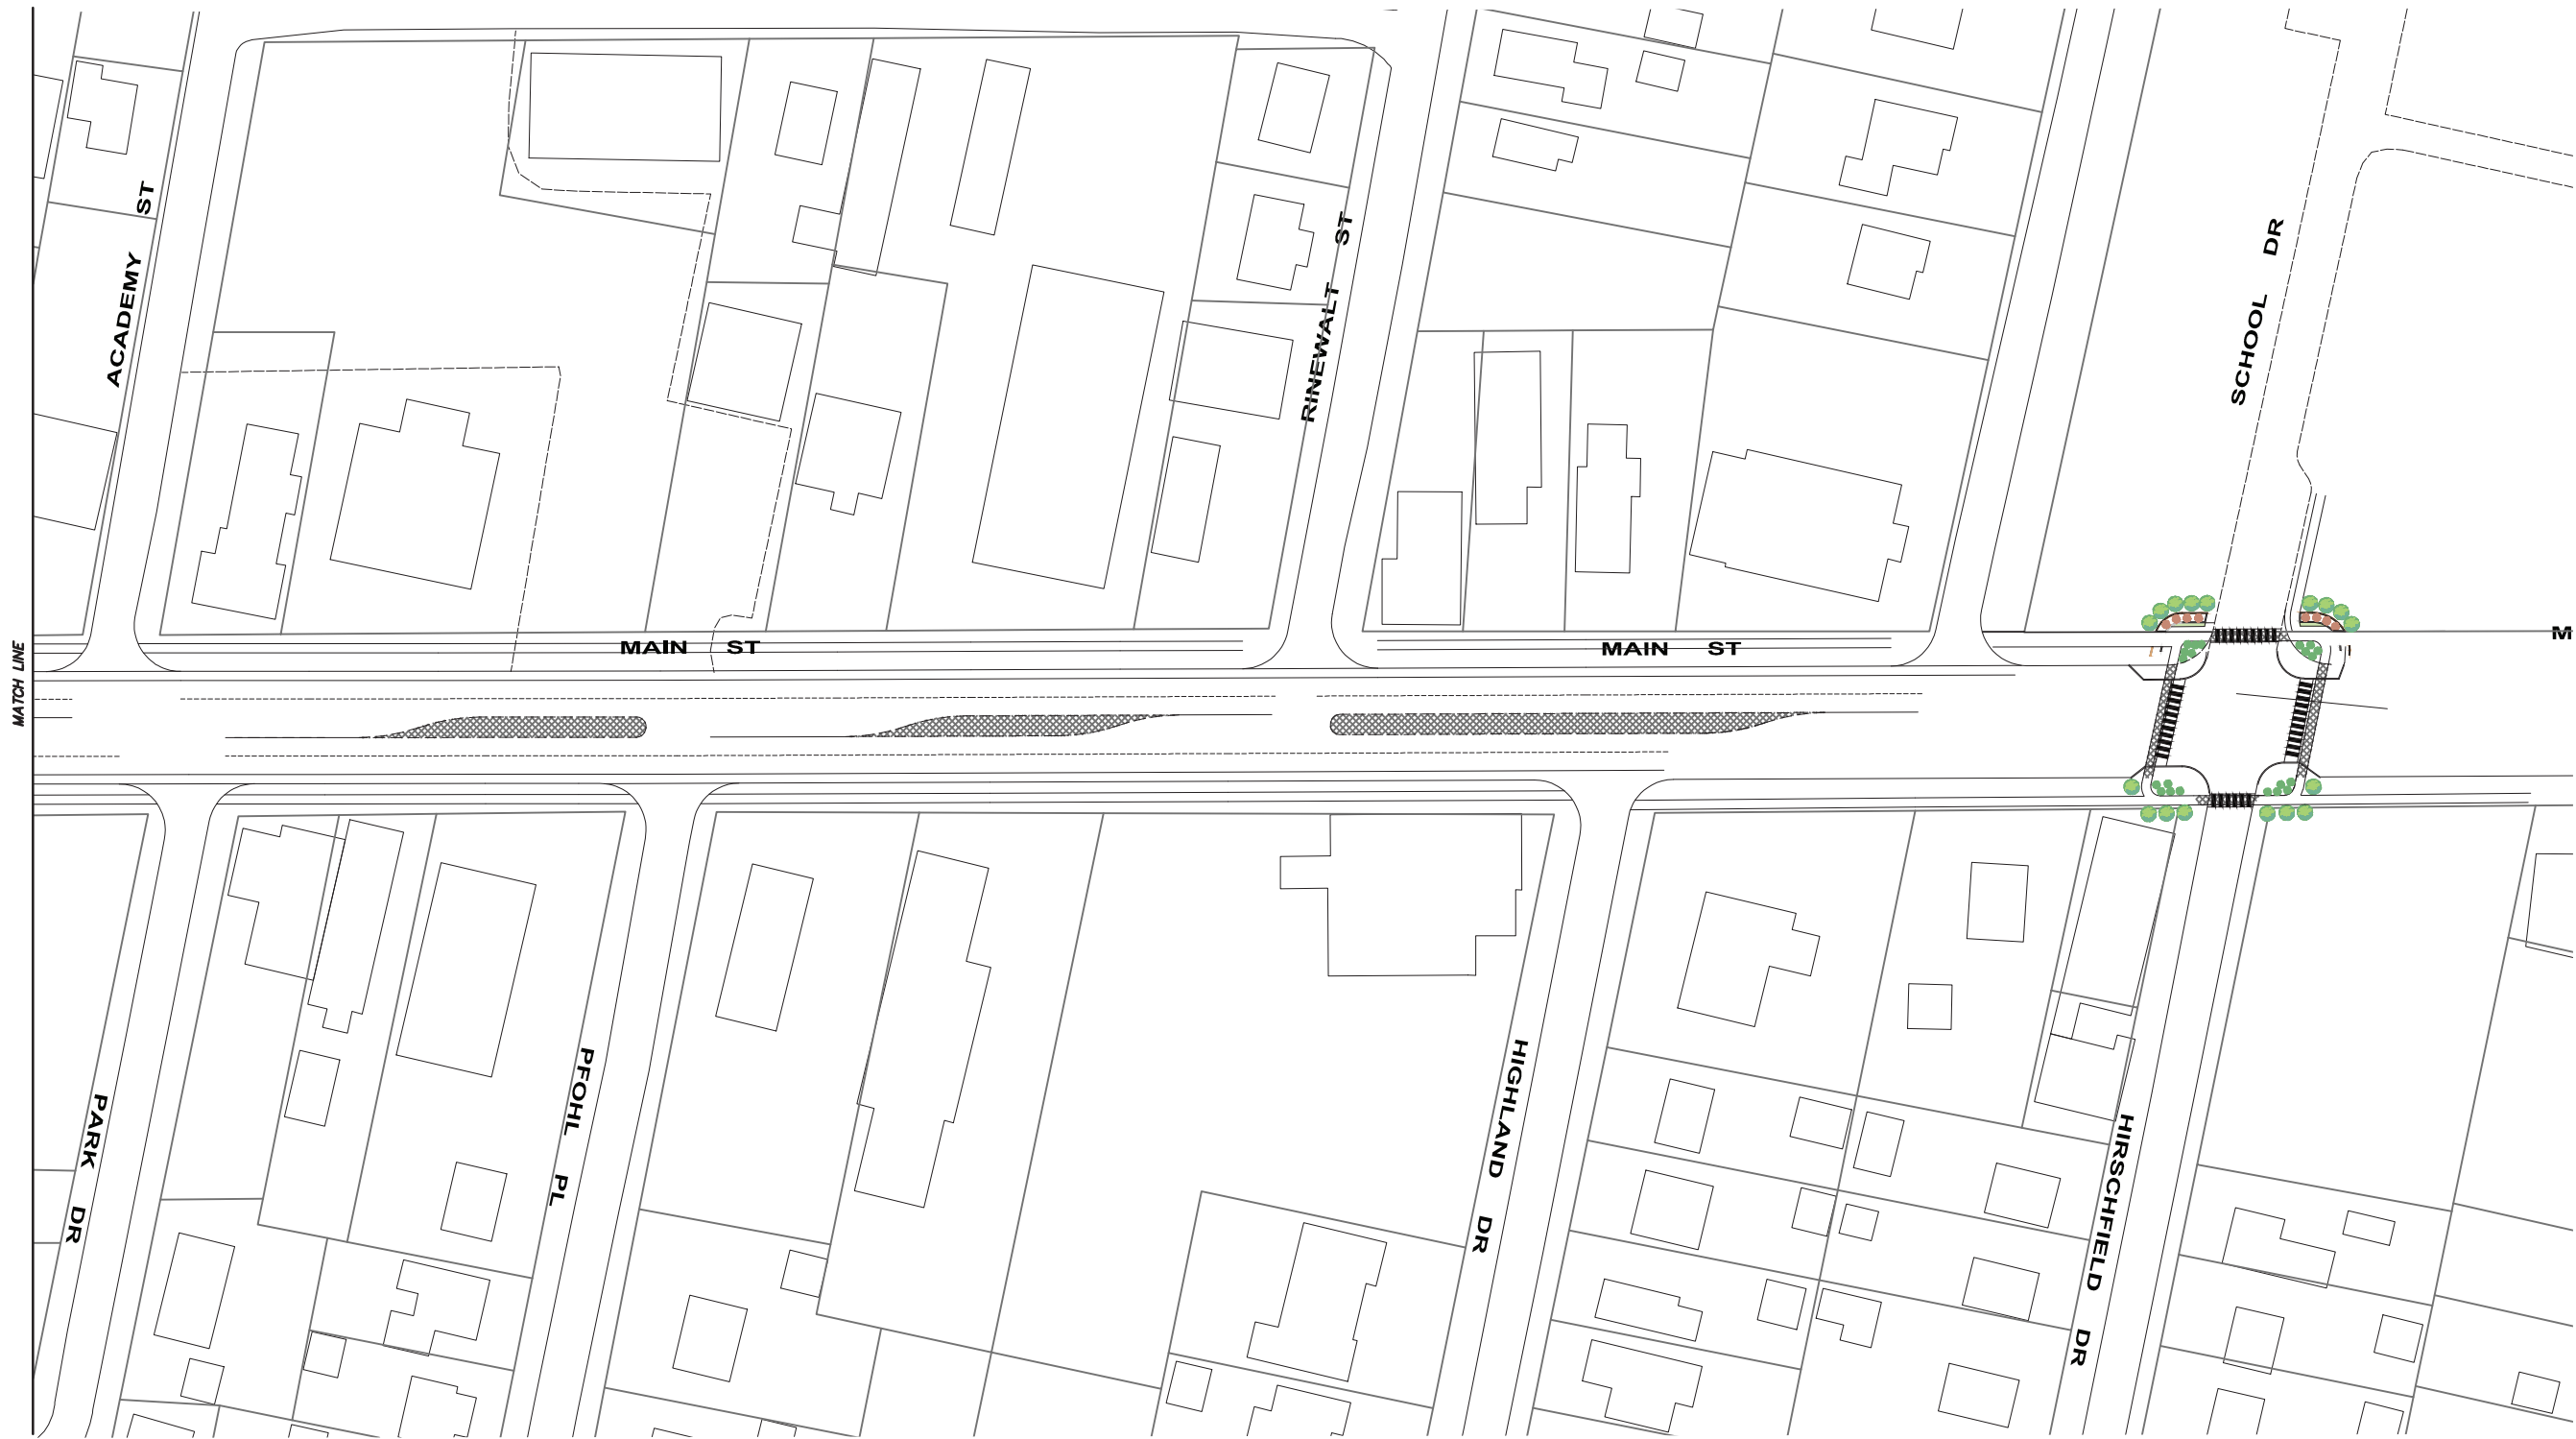 ACADEMY ST
RINEWALT ST
SCHOOL DR
MATCH LINE
MAIN ST
MAIN ST
M
PARK DR
PFOHL PL
HIGHLAND DR
HIRSCHFIELD DR